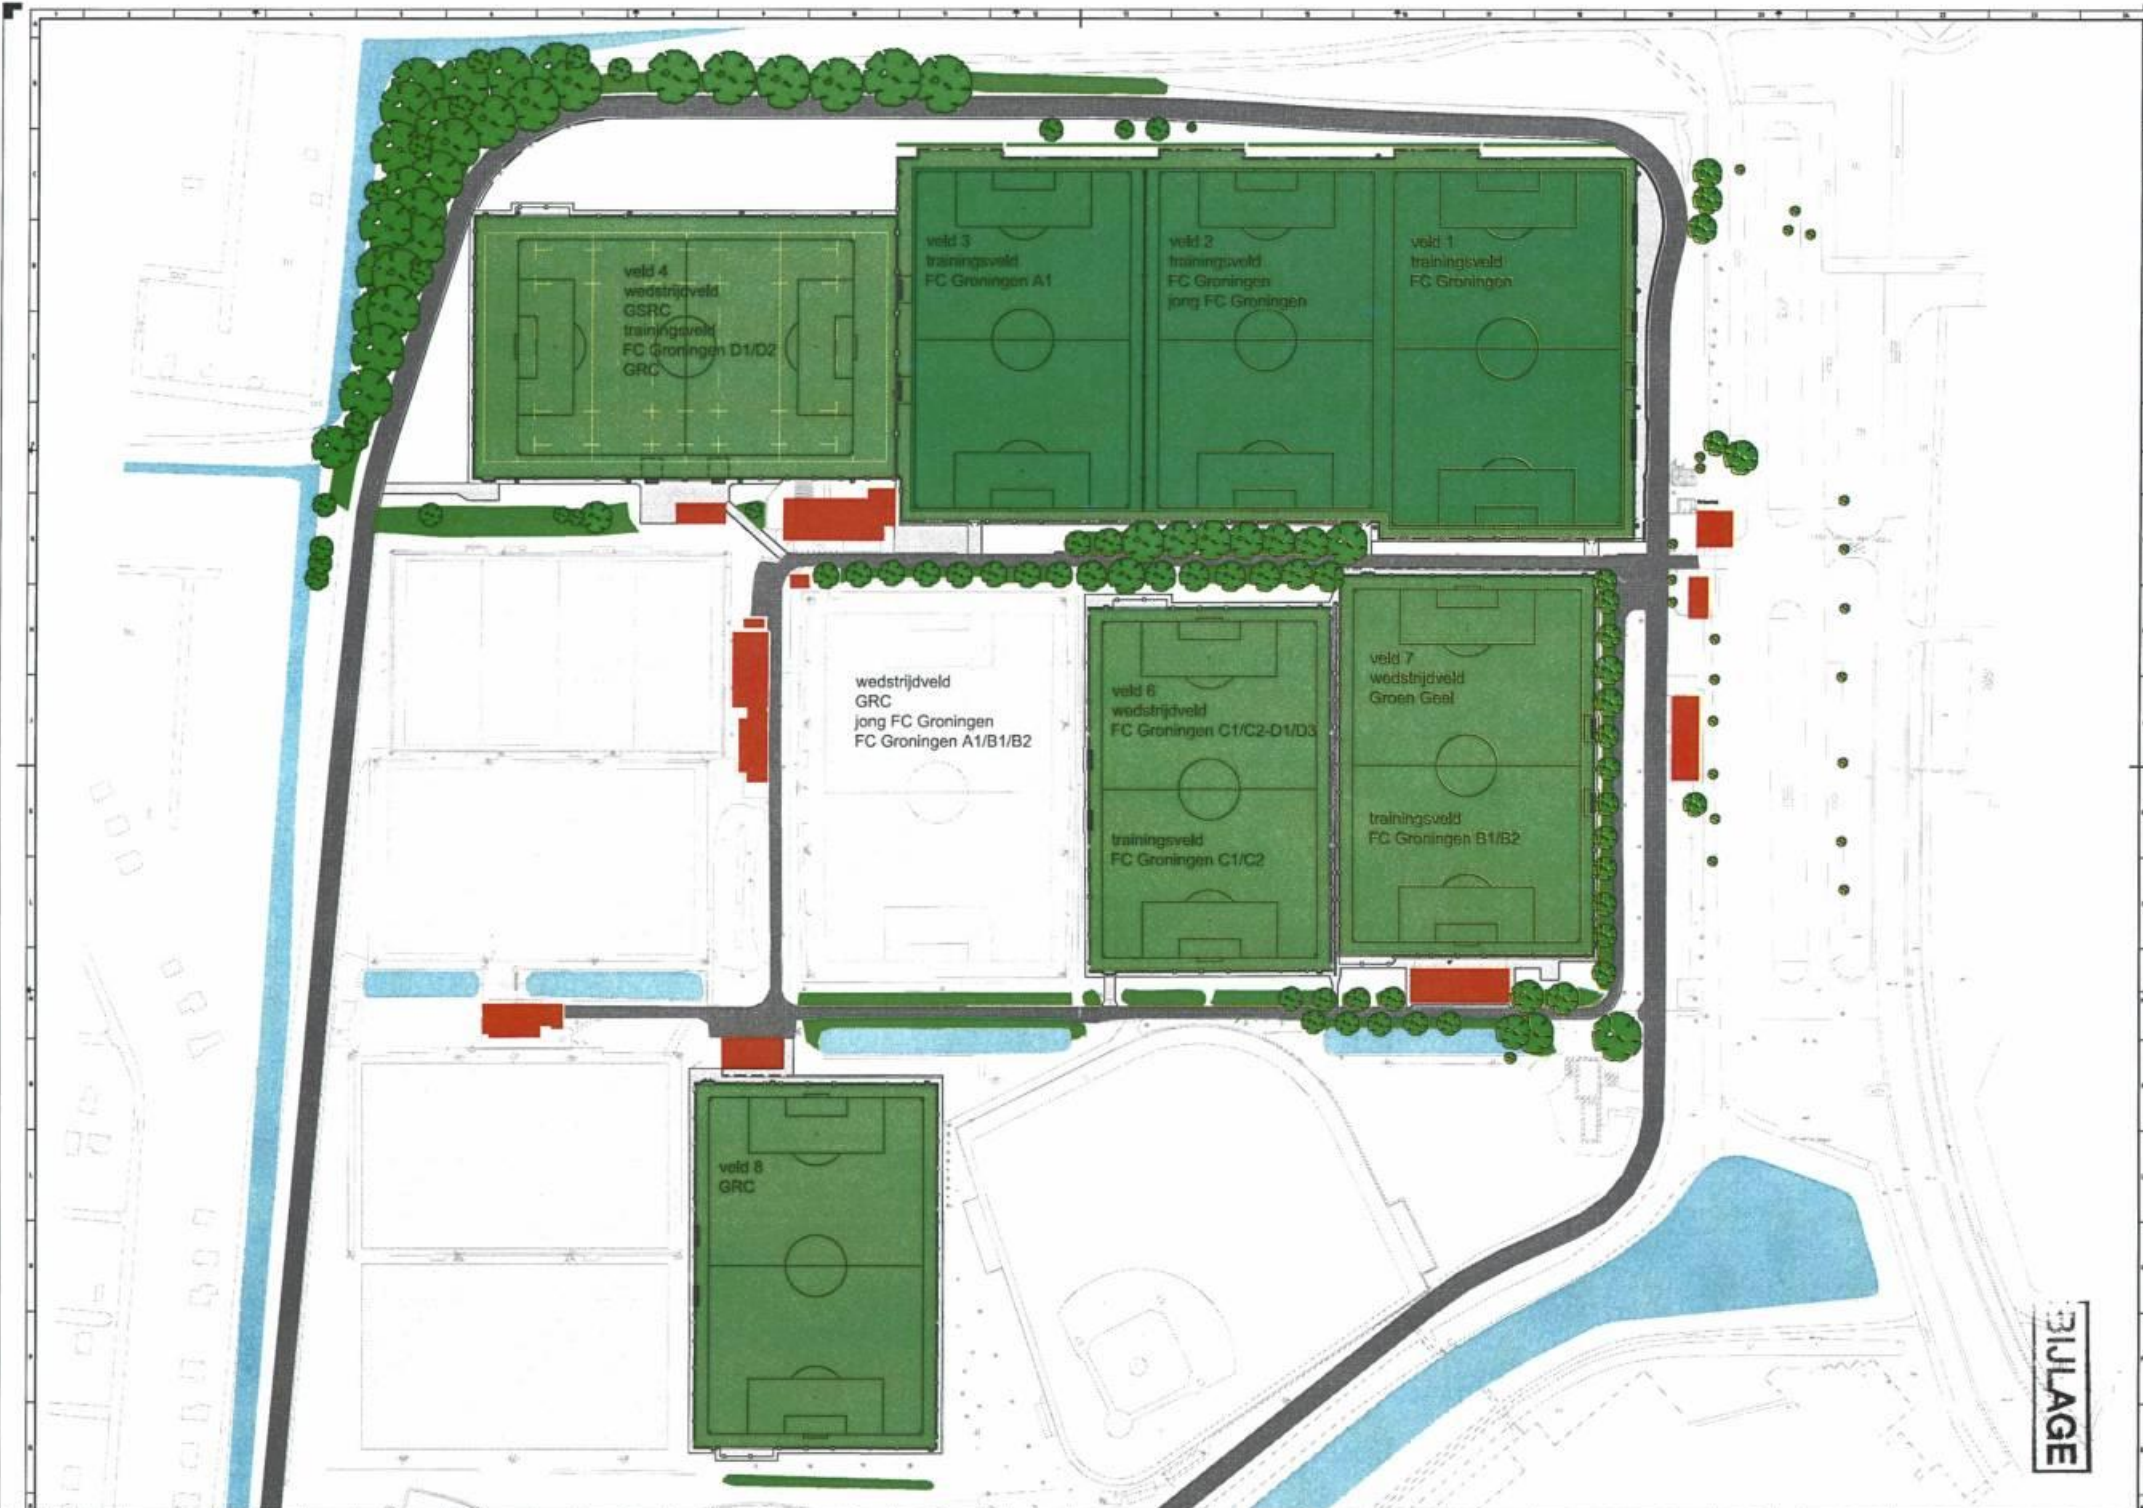 veld 4
wedstrijdveld
GSRC
trainingsveld
FC Groningen D1/D2
GRC
veld 3
trainingsveld
FC Groningen A1
veld 2
trainingsveld
FC Groningen
jong FC Groningen
veld 1
trainingsveld
FC Groningen
wedstrijdveld
GRC
jong FC Groningen
FC Groningen A1/B1/B2
veld 6
wedstrijdveld
FC Groningen C1/C2-D1/D3
trainingsveld
FC Groningen C1/C2
veld 7
wedstrijdveld
Groen Geel
trainingsveld
FC Groningen B1/B2
veld 8
GRC
BIJLAGE